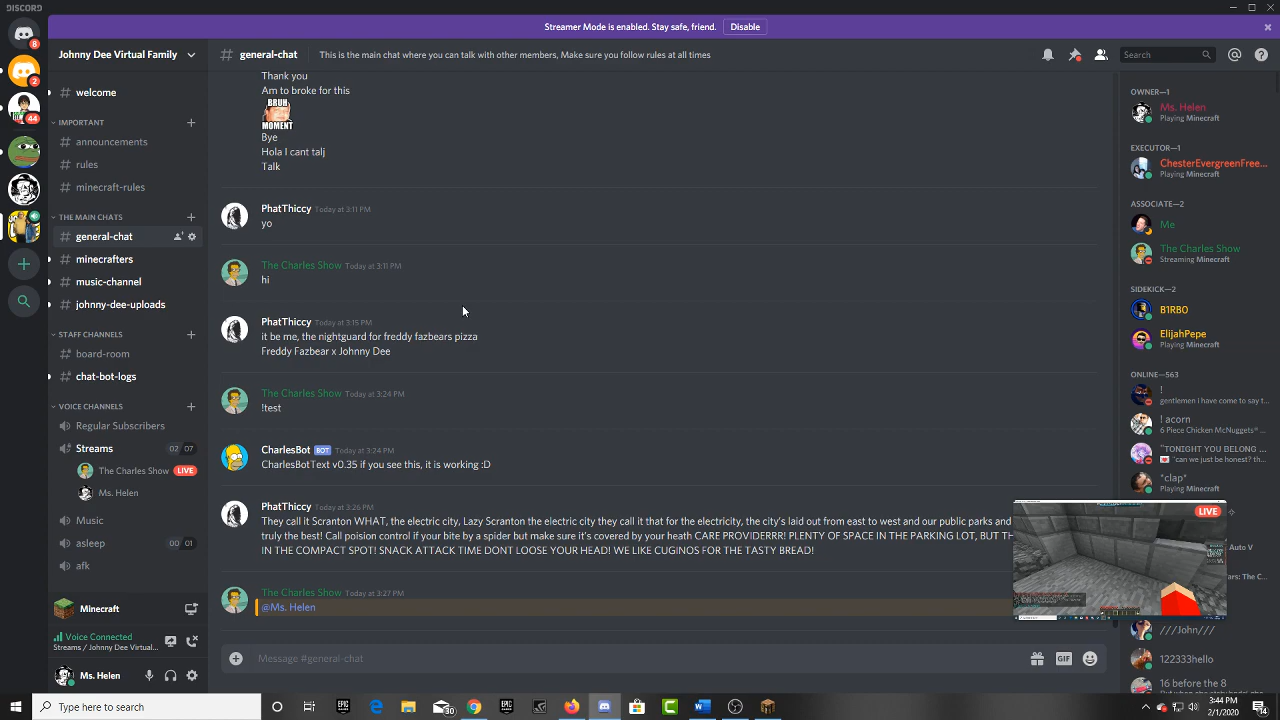 DISCORD
Streamer Mode is enabled. Stay safe, friend. Disable
8
2
44
Johnny Dee Virtual Family
welcome
IMPORTANT
announcements
rules
minecraft-rules
THE MAIN CHATS
general-chat
minecrafters
music-channel
johnny-dee-uploads
STAFF CHANNELS
board-room
chat-bot-logs
VOICE CHANNELS
Regular Subscribers
Streams 02 07
The Charles Show LIVE
Ms. Helen
Music
asleep 00 01
afk
Minecraft
Voice Connected
Streams / Johnny Dee Virtual...
Ms. Helen
# general-chat This is the main chat where you can talk with other members, Make sure you follow rules at all times
Search
Thank you
Am to broke for this
BRUH
MOMENT
Bye
Hola I cant talj
Talk
PhatThiccy Today at 3:11 PM
yo
The Charles Show Today at 3:11 PM
hi
PhatThiccy Today at 3:15 PM
it be me, the nightguard for freddy fazbears pizza
Freddy Fazbear x Johnny Dee
The Charles Show Today at 3:24 PM
!test
CharlesBot BOT Today at 3:24 PM
CharlesBotText v0.35 if you see this, it is working :D
PhatThiccy Today at 3:26 PM
They call it Scranton WHAT, the electric city, Lazy Scranton the electric city they call it that for the electricity, the city's laid out from east to west and our public parks and
truly the best! Call poision control if your bite by a spider but make sure it's covered by your heath CARE PROVIDERRR! PLENTY OF SPACE IN THE PARKING LOT, BUT TH
IN THE COMPACT SPOT! SNACK ATTACK TIME DONT LOOSE YOUR HEAD! WE LIKE CUGINOS FOR THE TASTY BREAD!
The Charles Show Today at 3:27 PM
@Ms. Helen
Message #general-chat
GIF
OWNER—1
Ms. Helen
Playing Minecraft
EXECUTOR—1
ChesterEvergreenFree...
Playing Minecraft
ASSOCIATE—2
Me
The Charles Show
Streaming Minecraft
SIDEKICK—2
B1RB0
ElijahPepe
Playing Minecraft
ONLINE—563
!
gentlemen i have come to say t...
! acorn
6 Piece Chicken McNuggets® ...
"TONIGHT YOU BELONG ...
"can we just be honest? th...
*clap*
Playing Minecraft
LIVE
Auto V
ars: The C...
///John///
122333hello
16 before the 8
Type here to search
30
3:44 PM
2/1/2020
4